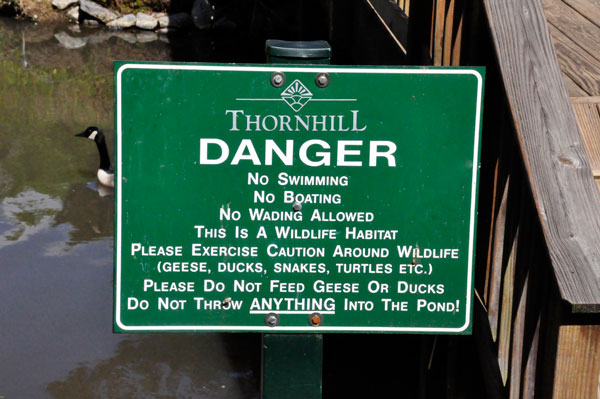 THORNHILL
DANGER
NO SWIMMING
NO BOATING
NO WADING ALLOWED
THIS IS A WILDLIFE HABITAT
PLEASE EXERCISE CAUTION AROUND WILDLIFE
(GEESE, DUCKS, SNAKES, TURTLES ETC.)
PLEASE DO NOT FEED GEESE OR DUCKS
DO NOT THROW ANYTHING INTO THE POND!